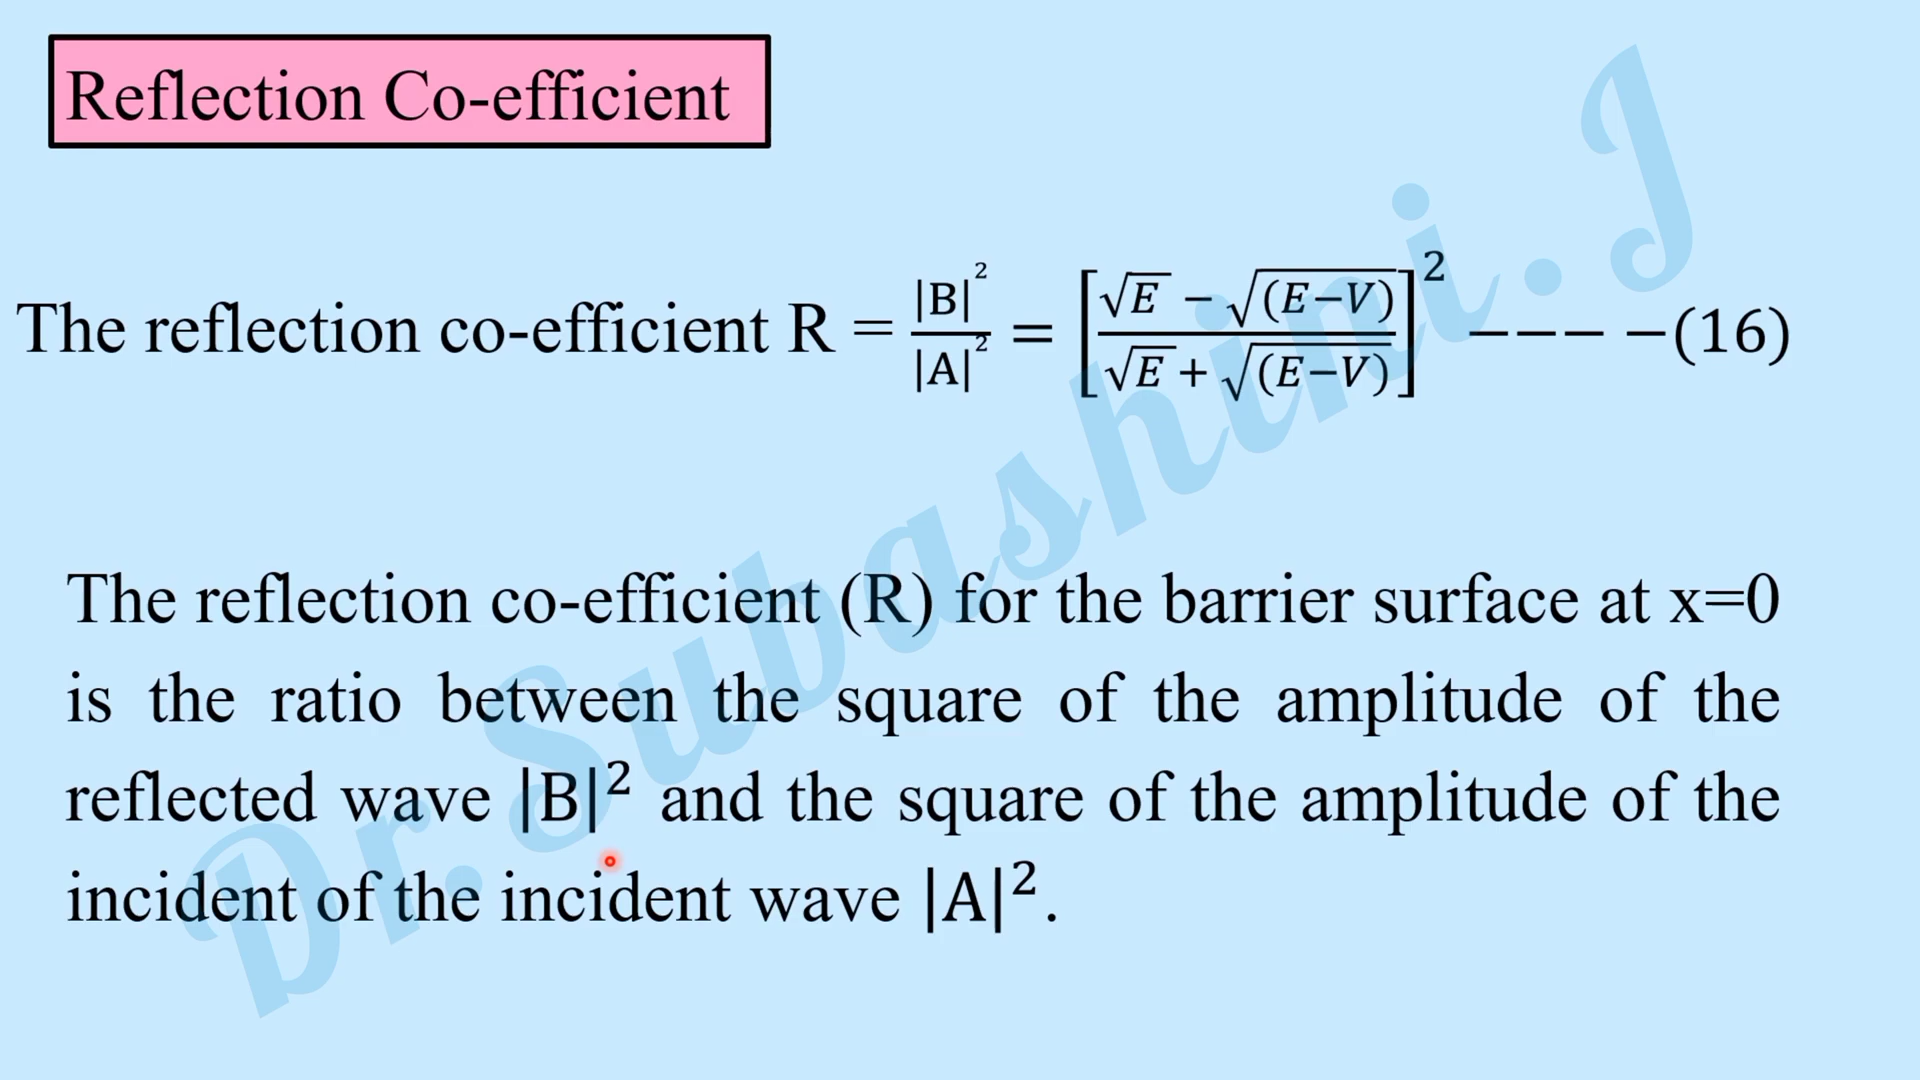 Reflection Co-efficient
The reflection co-efficient R = |B|²/|A|² = [(√E − √(E−V))/(√E + √(E−V))]² −−− −(16)
The reflection co-efficient (R) for the barrier surface at x=0
is the ratio between the square of the amplitude of the
reflected wave |B|² and the square of the amplitude of the
incident of the incident wave |A|².
Dr.Subashini.J